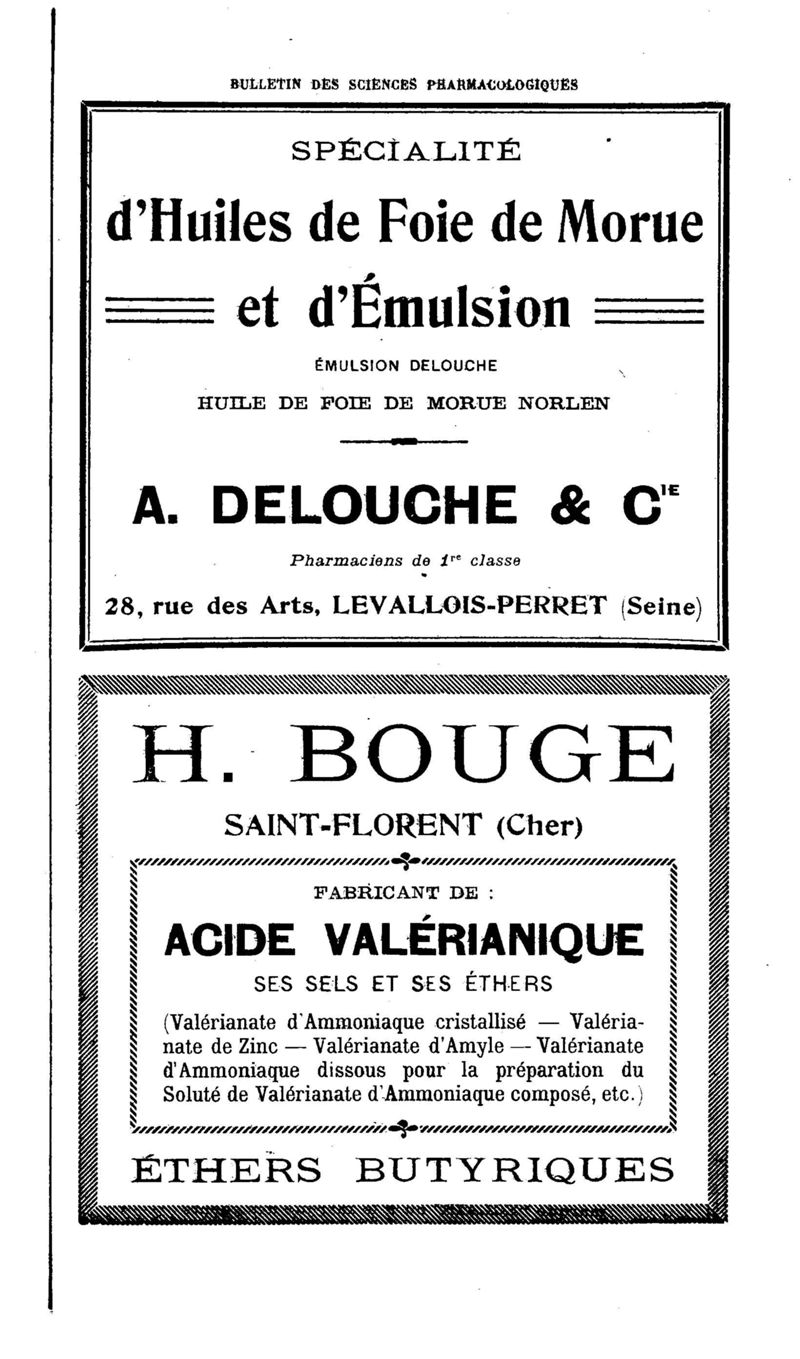 BULLETIN DES SCIENCES PHARMACOLOGIQUES
SPÉCIALITÉ
d'Huiles de Foie de Morue
et d'Émulsion
ÉMULSION DELOUCHE
HUILE DE FOIE DE MORUE NORLEN
A. DELOUCHE & CIE
Pharmaciens de 1re classe
28, rue des Arts, LEVALLOIS-PERRET (Seine)
H. BOUGE
SAINT-FLORENT (Cher)
FABRICANT DE :
ACIDE VALÉRIANIQUE
SES SELS ET SES ÉTHERS
(Valérianate d'Ammoniaque cristallisé — Valéria-
nate de Zinc — Valérianate d'Amyle — Valérianate
d'Ammoniaque dissous pour la préparation du
Soluté de Valérianate d'Ammoniaque composé, etc.)
ÉTHERS BUTYRIQUES